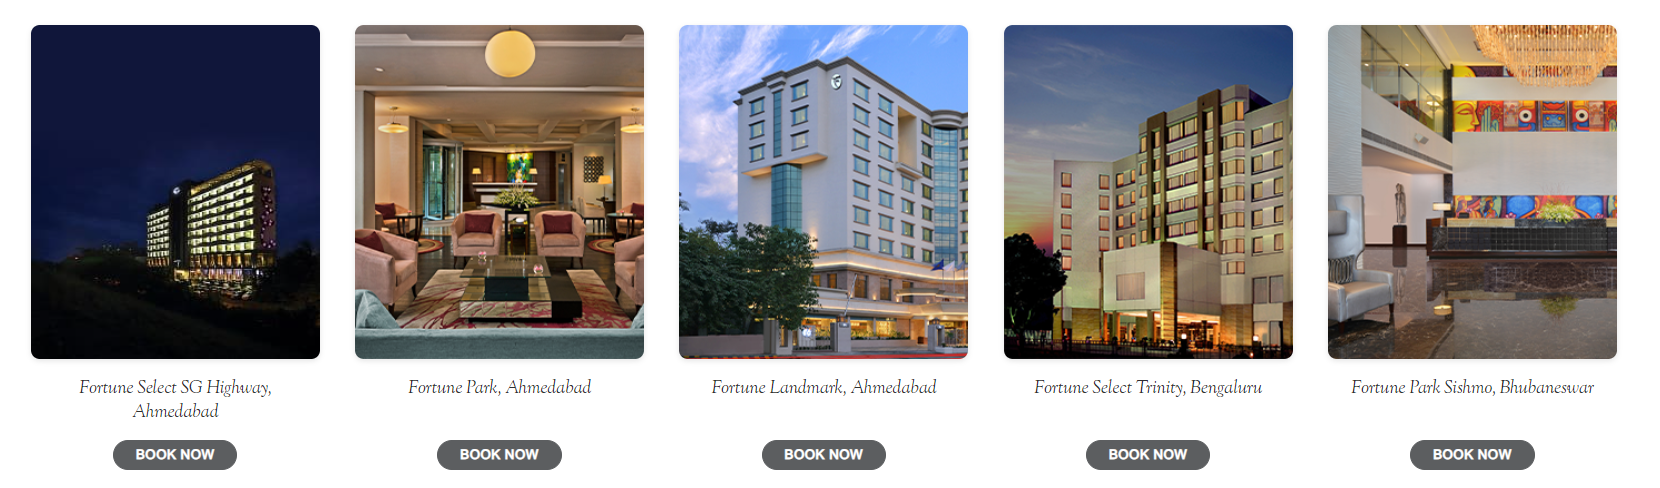 Fortune Select SG Highway,
Ahmedabad
Fortune Park, Ahmedabad
Fortune Landmark, Ahmedabad
Fortune Select Trinity, Bengaluru
Fortune Park Sishmo, Bhubaneswar
BOOK NOW
BOOK NOW
BOOK NOW
BOOK NOW
BOOK NOW